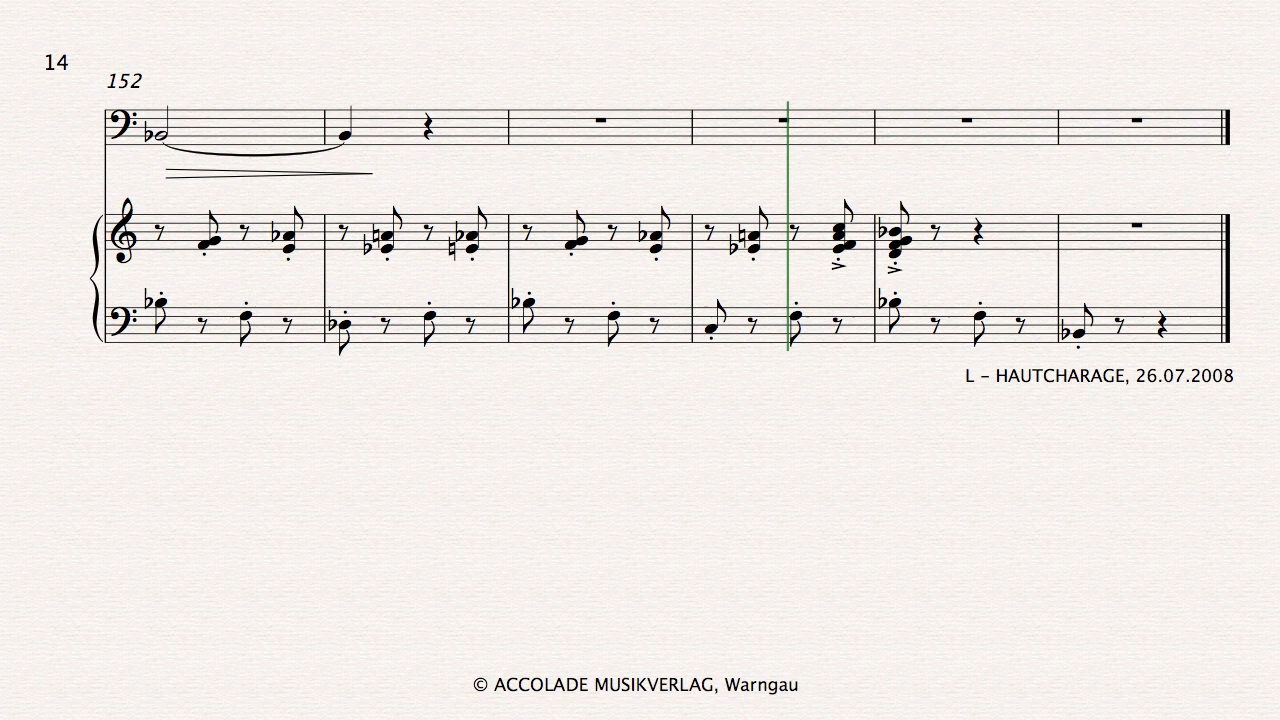 14
152
L – HAUTCHARAGE, 26.07.2008
© ACCOLADE MUSIKVERLAG, Warngau